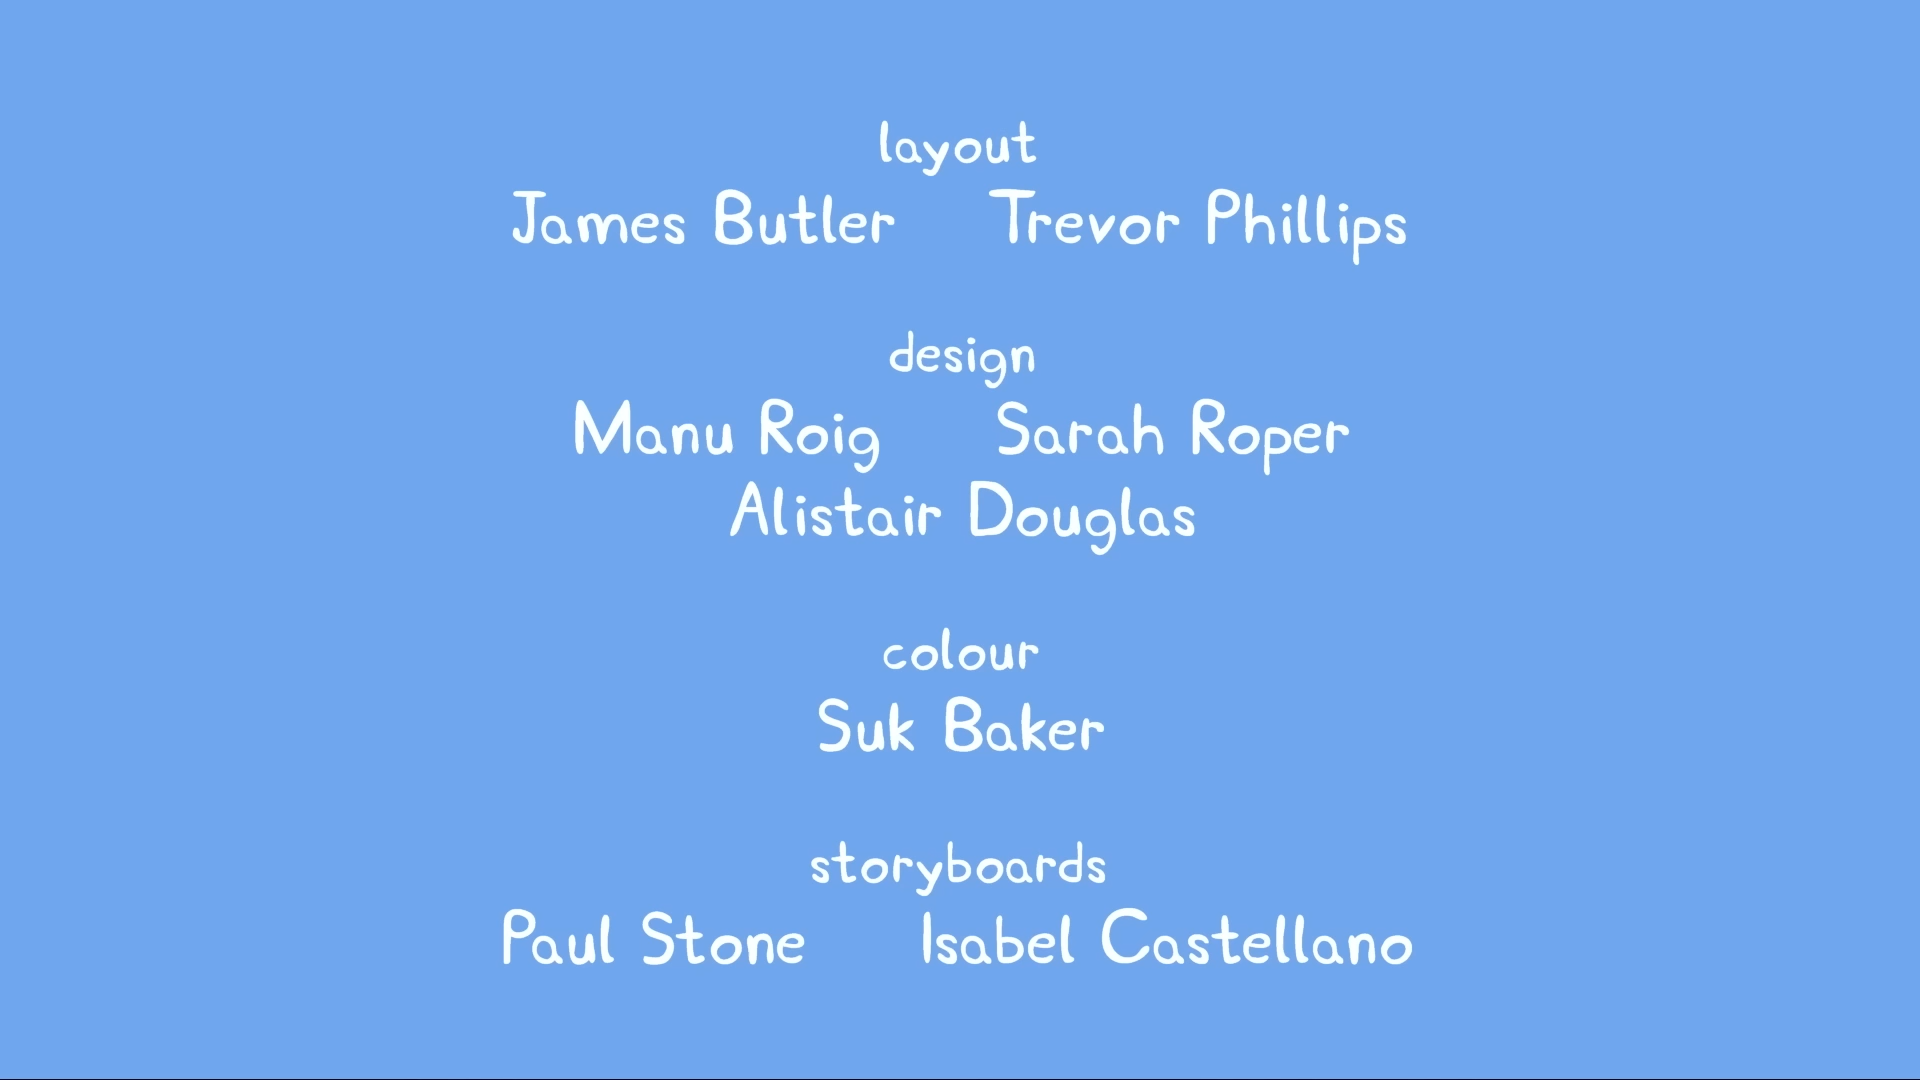 layout
James Butler Trevor Phillips
design
Manu Roig Sarah Roper
Alistair Douglas
colour
Suk Baker
storyboards
Paul Stone Isabel Castellano